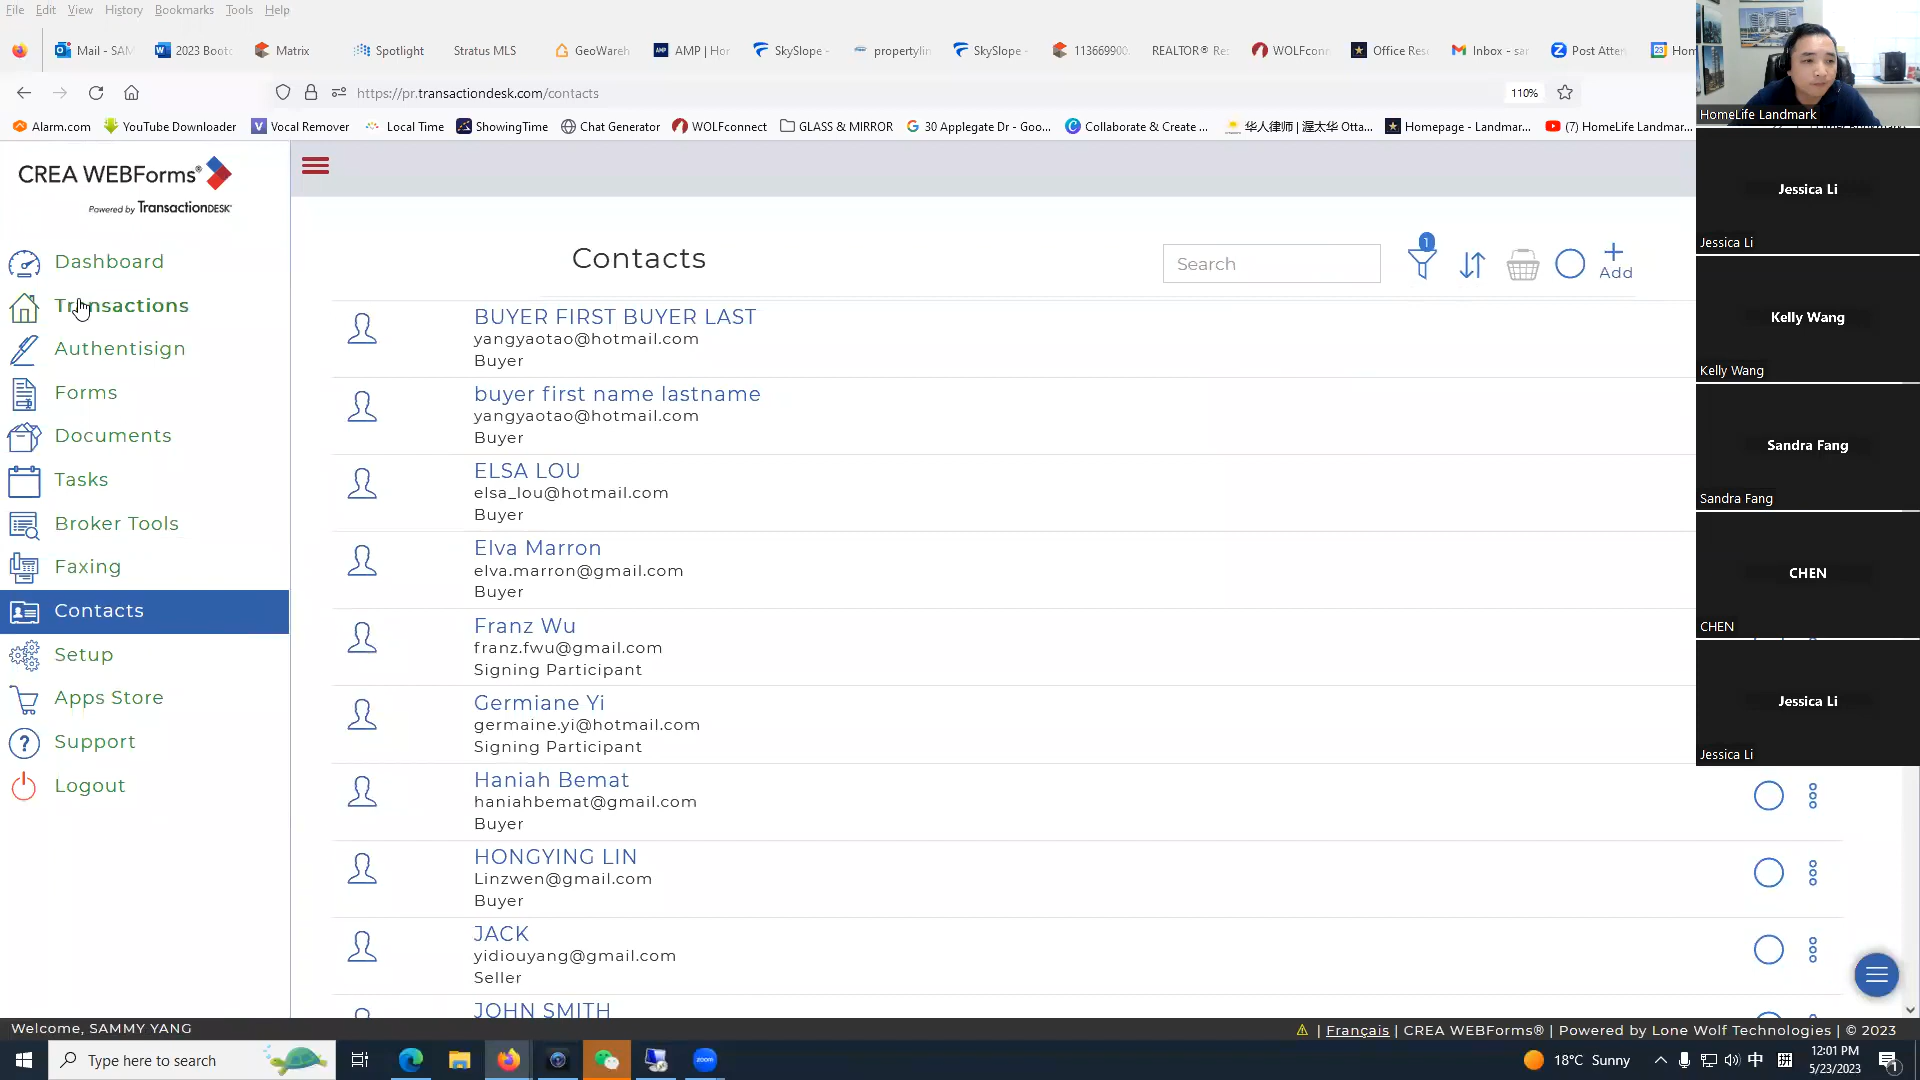 File Edit View History Bookmarks Tools Help
Mail - SAM
2023 Boot
Matrix
Spotlight
Stratus MLS
GeoWareh
AMP | Ho
SkySlope -
propertylin
SkySlope -
113669900
REALTOR® Re
WOLFconn
Office Res
Inbox - sa
Post Atten
Hom
https://pr.transactiondesk.com/contacts
110%
Alarm.com
YouTube Downloader
Vocal Remover
Local Time
ShowingTime
Chat Generator
WOLFconnect
GLASS & MIRROR
30 Applegate Dr - Goo...
Collaborate & Create ...
华人律师 | 渥太华 Otta...
Homepage - Landmar...
(7) HomeLife Landmar...
CREA WEBForms®
Powered by TransactionDESK
Dashboard
Transactions
Authentisign
Forms
Documents
Tasks
Broker Tools
Faxing
Contacts
Setup
Apps Store
Support
Logout
Contacts
Search
1
Add
BUYER FIRST BUYER LAST
yangyaotao@hotmail.com
Buyer
buyer first name lastname
yangyaotao@hotmail.com
Buyer
ELSA LOU
elsa_lou@hotmail.com
Buyer
Elva Marron
elva.marron@gmail.com
Buyer
Franz Wu
franz.fwu@gmail.com
Signing Participant
Germiane Yi
germaine.yi@hotmail.com
Signing Participant
Haniah Bemat
haniahbemat@gmail.com
Buyer
HONGYING LIN
Linzwen@gmail.com
Buyer
JACK
yidiouyang@gmail.com
Seller
JOHN SMITH
HomeLife Landmark
Jessica Li
Jessica Li
Kelly Wang
Kelly Wang
Sandra Fang
Sandra Fang
CHEN
CHEN
Jessica Li
Jessica Li
Welcome, SAMMY YANG
| Français | CREA WEBForms® | Powered by Lone Wolf Technologies | © 2023
Type here to search
zoom
18°C Sunny
中
拼
12:01 PM
5/23/2023
1